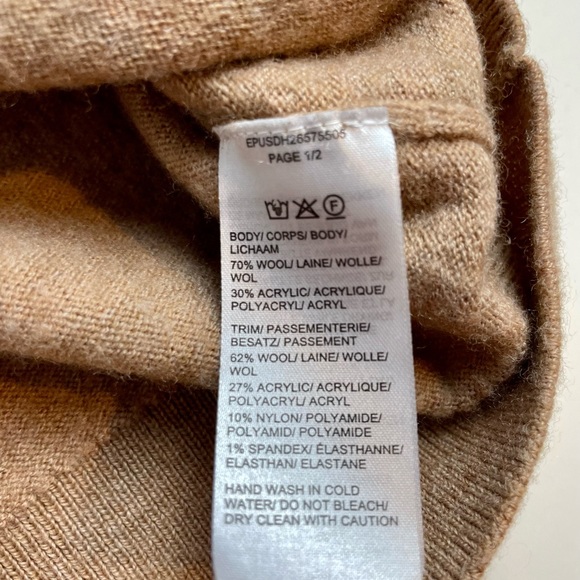 EPUSDH26575505
PAGE 1/2
F
BODY/ CORPS/ BODY/
LICHAAM
70% WOOL/ LAINE/ WOLLE/
WOL
30% ACRYLIC/ ACRYLIQUE/
POLYACRYL/ ACRYL
TRIM/ PASSEMENTERIE/
BESATZ/ PASSEMENT
62% WOOL/ LAINE/ WOLLE/
WOL
27% ACRYLIC/ ACRYLIQUE/
POLYACRYL/ ACRYL
10% NYLON/ POLYAMIDE/
POLYAMID/ POLYAMIDE
1% SPANDEX/ ÉLASTHANNE/
ELASTHAN/ ELASTANE
HAND WASH IN COLD
WATER/ DO NOT BLEACH/
DRY CLEAN WITH CAUTION